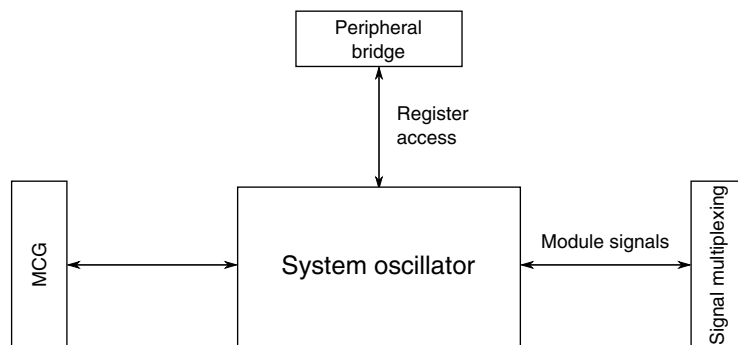 Peripheral
bridge
Register
access
MCG
System oscillator
Module signals
Signal multiplexing